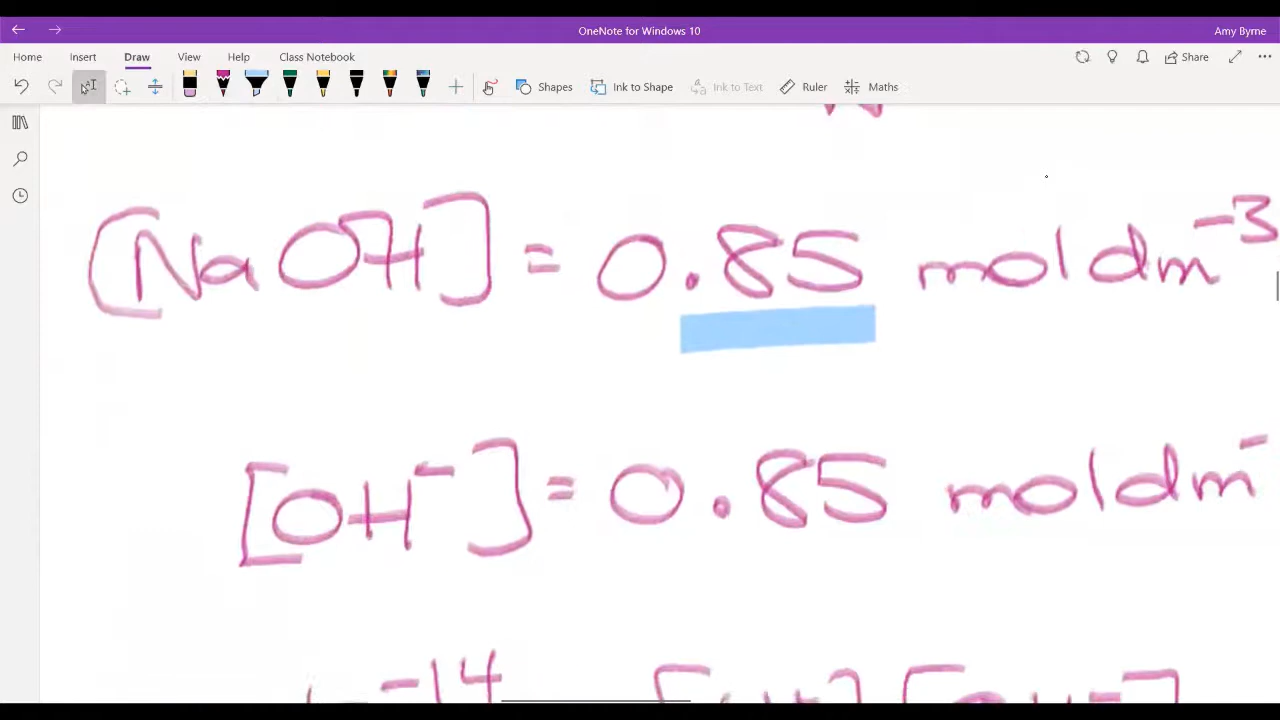 OneNote for Windows 10
Amy Byrne
Home Insert Draw View Help Class Notebook
Share
Shapes Ink to Shape Ink to Text Ruler Maths
[NaOH] = 0.85 moldm⁻³
[OH⁻] = 0.85 moldm⁻
⁻¹⁴